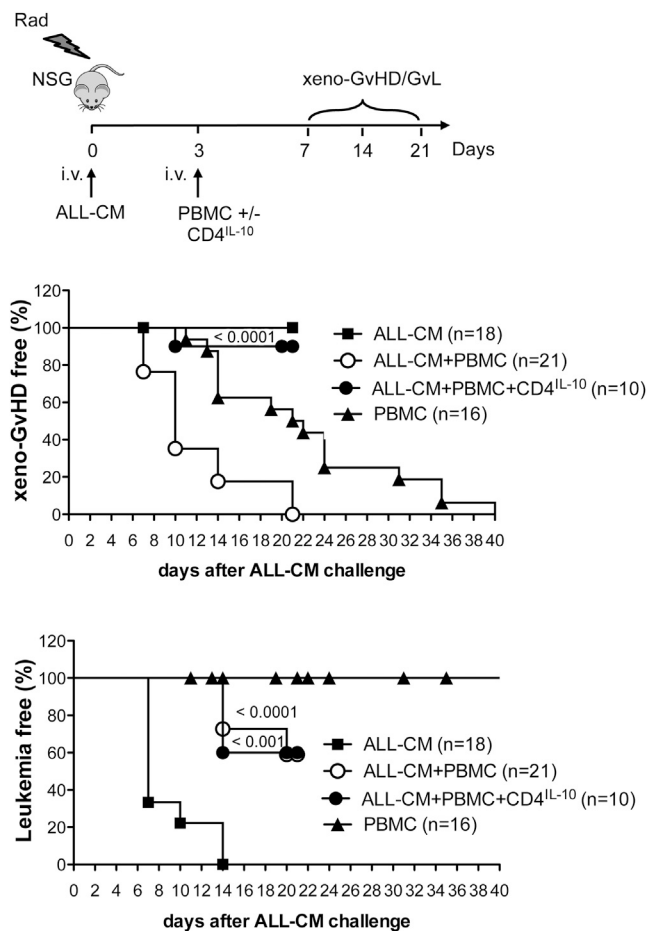 Rad
NSG
xeno-GvHD/GvL
0 3 7 14 21 Days
i.v. i.v.
ALL-CM PBMC +/-
CD4^IL-10
120
100
80
60
40
20
0
xeno-GvHD free (%)
< 0.0001
ALL-CM (n=18)
ALL-CM+PBMC (n=21)
ALL-CM+PBMC+CD4^IL-10 (n=10)
PBMC (n=16)
0 2 4 6 8 10 12 14 16 18 20 22 24 26 28 30 32 34 36 38 40
days after ALL-CM challenge
120
100
80
60
40
20
0
Leukemia free (%)
< 0.0001
< 0.001
ALL-CM (n=18)
ALL-CM+PBMC (n=21)
ALL-CM+PBMC+CD4^IL-10 (n=10)
PBMC (n=16)
0 2 4 6 8 10 12 14 16 18 20 22 24 26 28 30 32 34 36 38 40
days after ALL-CM challenge